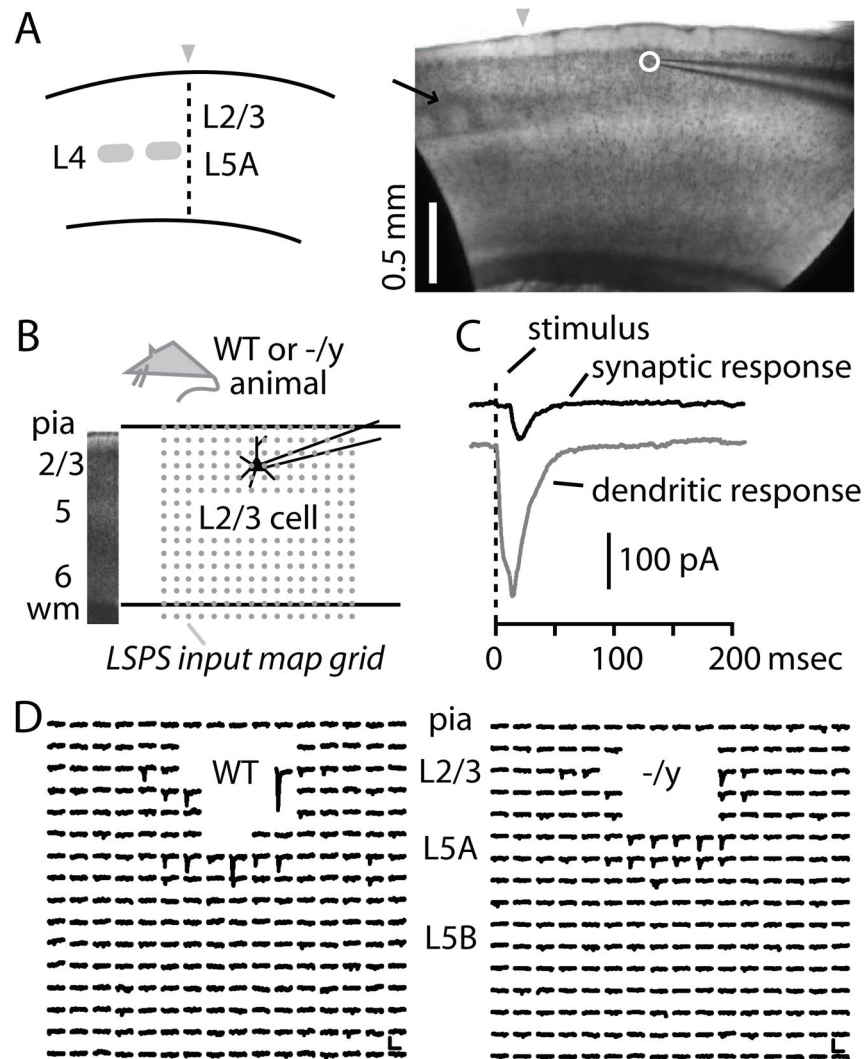 A
L4
L2/3
L5A
0.5 mm
B
WT or -/y
animal
pia
2/3
5
6
wm
L2/3 cell
LSPS input map grid
C
stimulus
synaptic response
dendritic response
100 pA
0
100
200 msec
D
WT
pia
L2/3
L5A
L5B
-/y